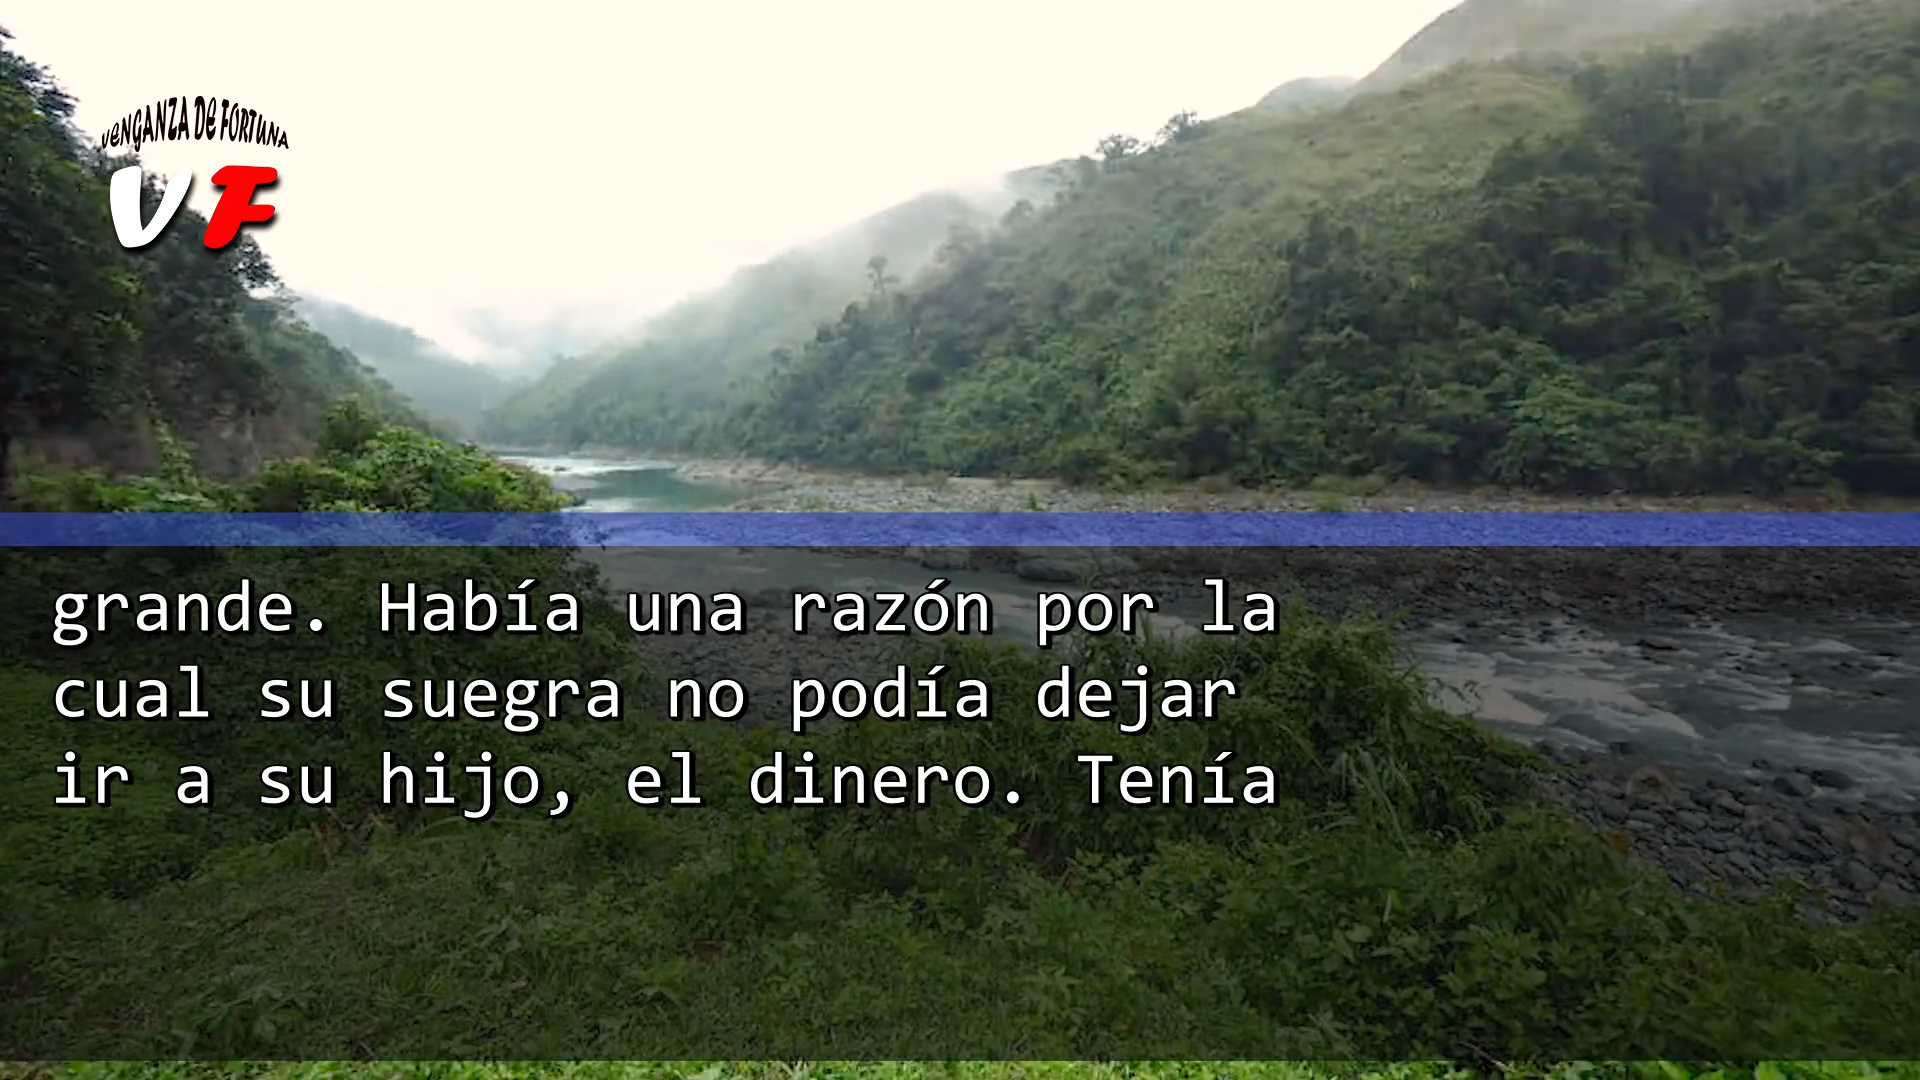 VENGANZA DE FORTUNA
VF
grande. Había una razón por la
cual su suegra no podía dejar
ir a su hijo, el dinero. Tenía